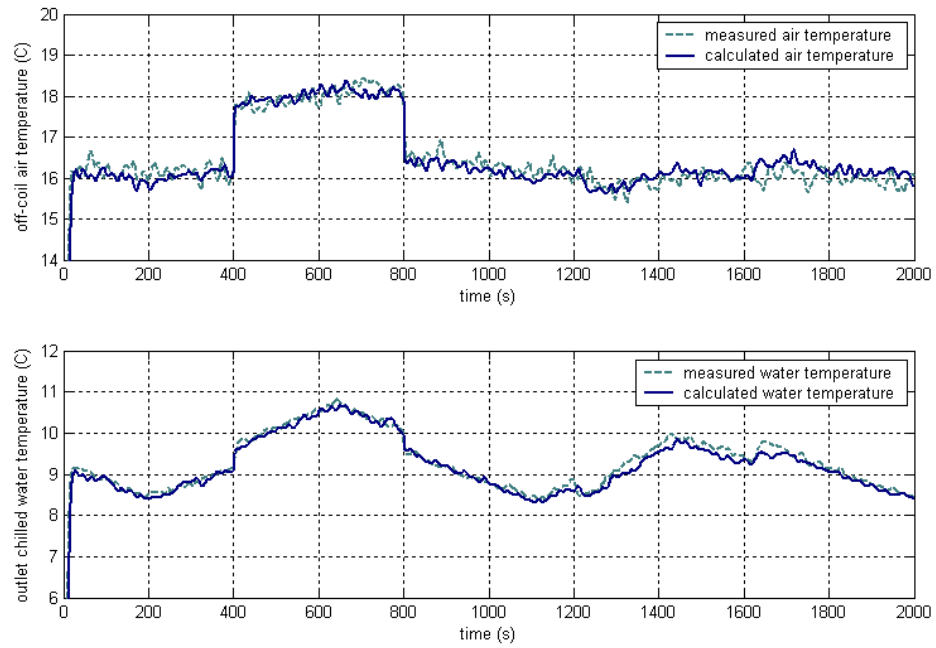 20
19
18
17
16
15
14
off-coil air temperature (C)
measured air temperature
calculated air temperature
0 200 400 600 800 1000 1200 1400 1600 1800 2000
time (s)
12
11
10
9
8
7
6
outlet chilled water temperature (C)
measured water temperature
calculated water temperature
0 200 400 600 800 1000 1200 1400 1600 1800 2000
time (s)